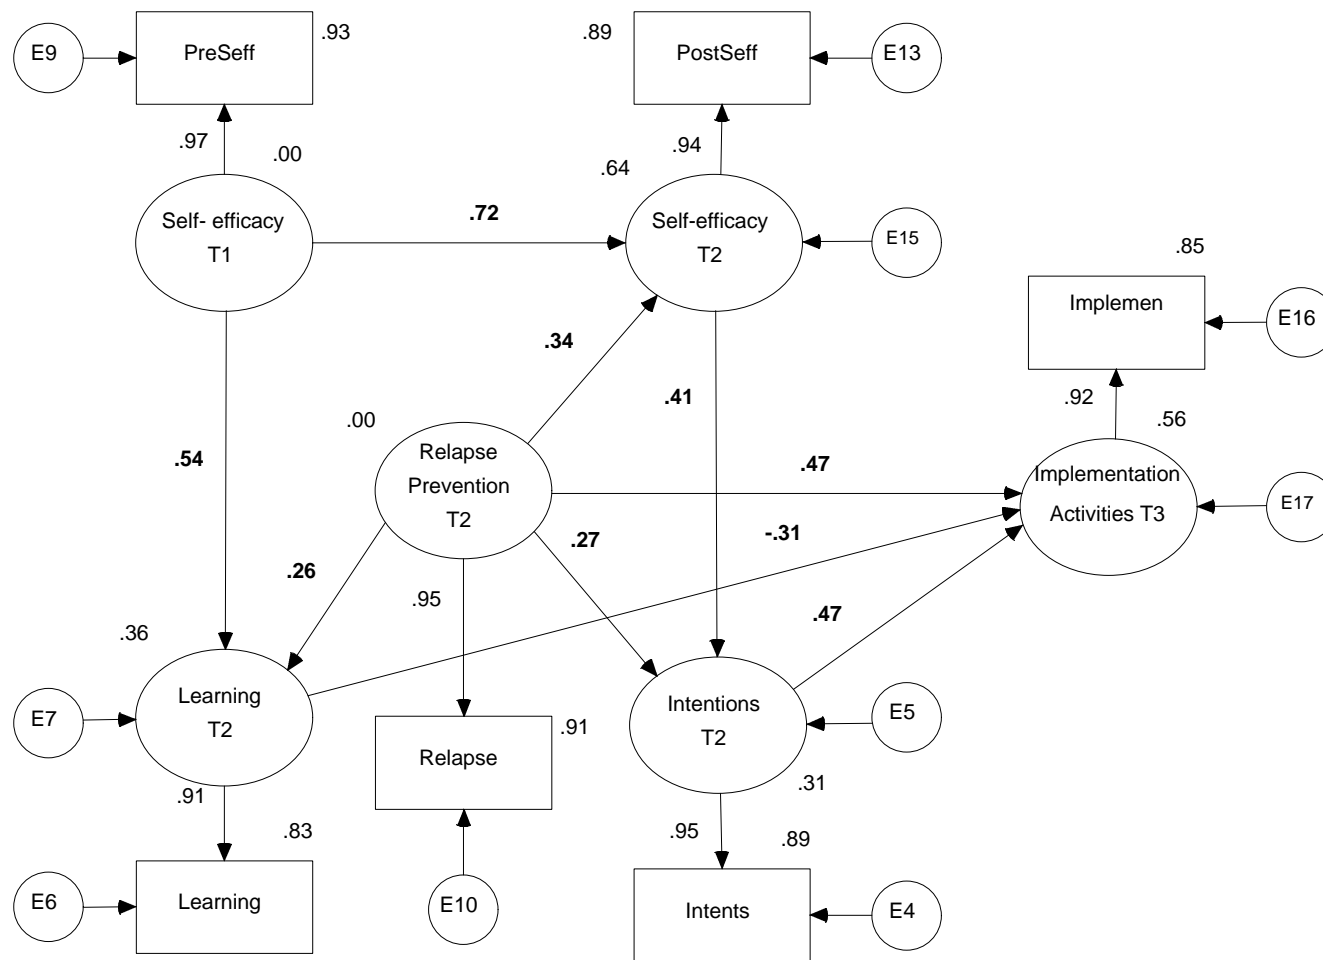 E9
PreSeff
.93
.89
PostSeff
E13
.97
.00
.94
.64
Self- efficacy
T1
.72
Self-efficacy
T2
E15
.85
Implemen
E16
.34
.41
.92
.56
.00
.54
Relapse
Prevention
T2
.47
Implementation
Activities T3
E17
.27
-.31
.26
.95
.47
.36
Learning
T2
E7
Intentions
T2
E5
.91
Relapse
.31
.91
.83
.95
.89
E6
Learning
E10
Intents
E4